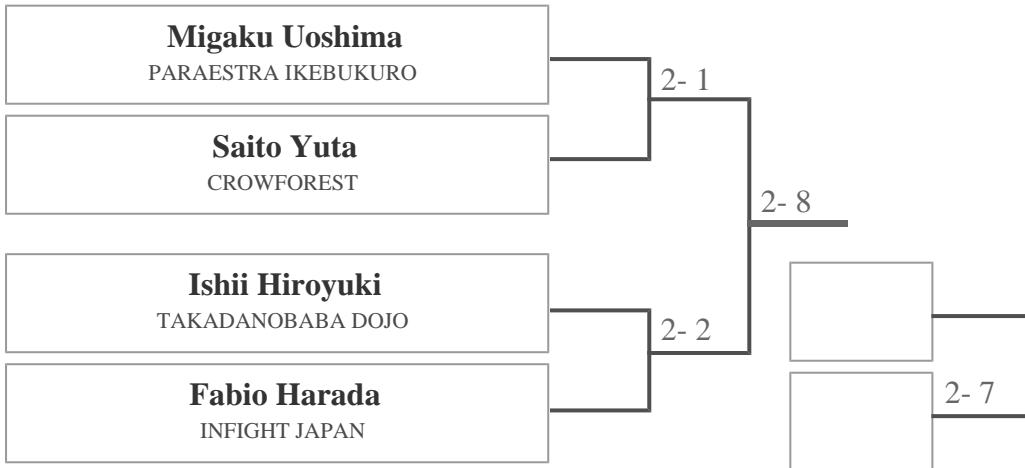 Migaku Uoshima
PARAESTRA IKEBUKURO
2- 1
Saito Yuta
CROWFOREST
2- 8
Ishii Hiroyuki
TAKADANOBABA DOJO
2- 2
Fabio Harada
INFIGHT JAPAN
2- 7